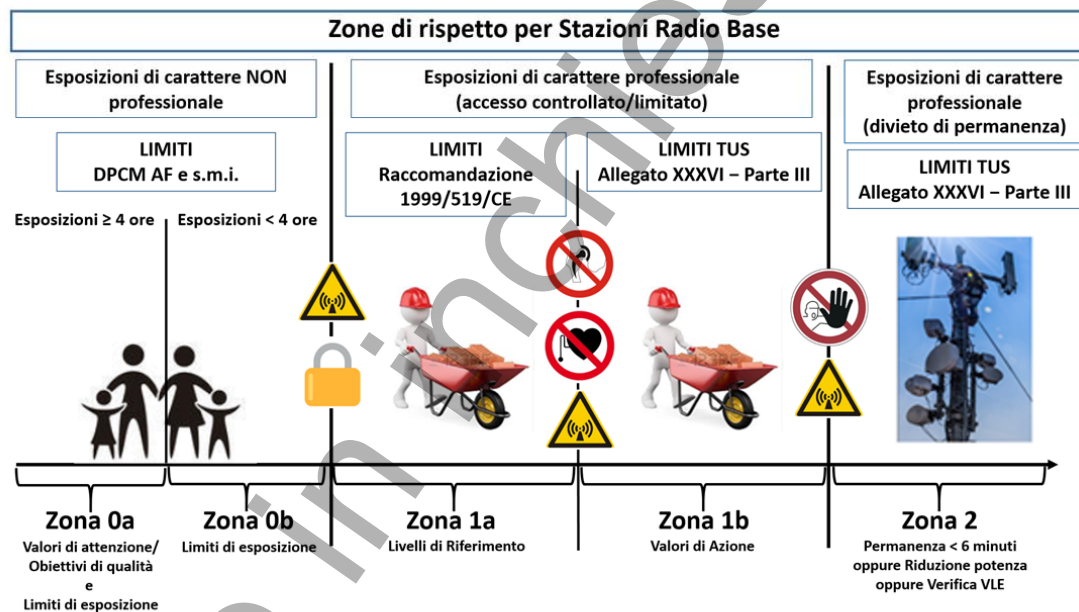 Zone di rispetto per Stazioni Radio Base
Esposizioni di carattere NON
professionale
Esposizioni di carattere professionale
(accesso controllato/limitato)
Esposizioni di carattere
professionale
(divieto di permanenza)
LIMITI
DPCM AF e s.m.i.
LIMITI
Raccomandazione
1999/519/CE
LIMITI TUS
Allegato XXXVI – Parte III
LIMITI TUS
Allegato XXXVI – Parte III
Esposizioni ≥ 4 ore
Esposizioni < 4 ore
Zona 0a
Valori di attenzione/
Obiettivi di qualità
e
Limiti di esposizione
Zona 0b
Limiti di esposizione
Zona 1a
Livelli di Riferimento
Zona 1b
Valori di Azione
Zona 2
Permanenza < 6 minuti
oppure Riduzione potenza
oppure Verifica VLE
in inchies